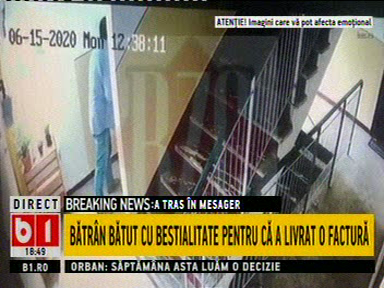 ATENȚIE! Imagini care vă pot afecta emoțional
06-15-2020 Mon 12:38:11
DIRECT
BREAKING NEWS: A TRAS ÎN MESAGER
B1
BĂTRÂN BĂTUT CU BESTIALITATE PENTRU CĂ A LIVRAT O FACTURĂ
18:49
B1.RO
ORBAN: SĂPTĂMÂNA ASTA LUĂM O DECIZIE